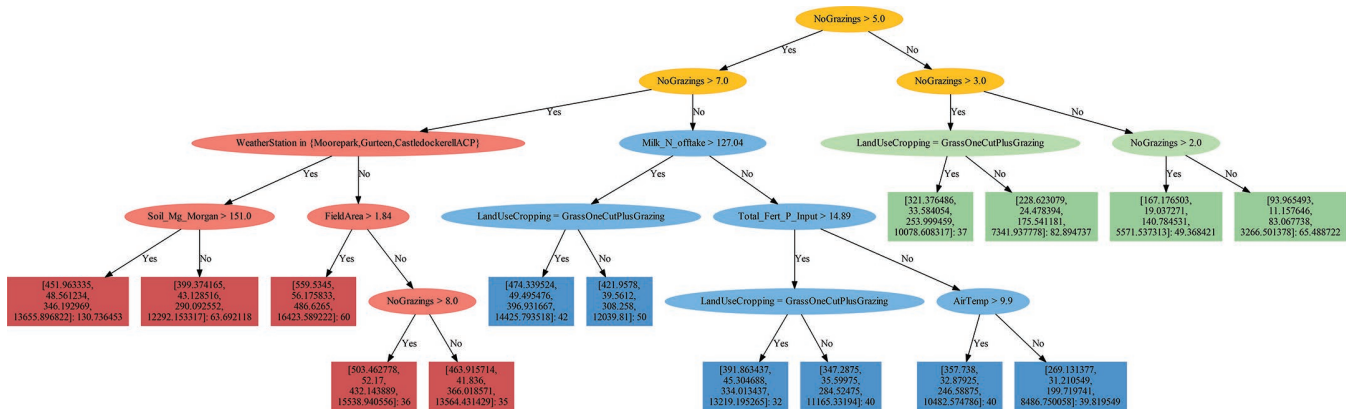 NoGrazings > 5.0
Yes
No
NoGrazings > 7.0
NoGrazings > 3.0
Yes
No
Yes
No
WeatherStation in {Moorepark,Gurteen,CastledockerellACP}
Milk_N_offtake > 127.04
LandUseCropping = GrassOneCutPlusGrazing
NoGrazings > 2.0
Yes
No
Yes
No
Yes
No
Yes
No
Soil_Mg_Morgan > 151.0
FieldArea > 1.84
LandUseCropping = GrassOneCutPlusGrazing
Total_Fert_P_Input > 14.89
[321.376486,
33.584054,
253.999459,
10078.608317]: 37
[228.623079,
24.478394,
175.541181,
7341.937778]: 82.894737
[167.176503,
19.037271,
140.784531,
5571.537313]: 49.368421
[93.965493,
11.157646,
83.067738,
3266.501378]: 65.488722
Yes
No
Yes
No
Yes
No
Yes
No
[451.963335,
48.561234,
346.192969,
13655.896822]: 130.736453
[399.374165,
43.128516,
290.092552,
12292.153317]: 63.692118
[559.5345,
56.175833,
486.6265,
16423.589222]: 60
NoGrazings > 8.0
[474.339524,
49.495476,
396.931667,
14425.793518]: 42
[421.9578,
39.5612,
308.258,
12039.81]: 50
LandUseCropping = GrassOneCutPlusGrazing
AirTemp > 9.9
Yes
No
Yes
No
Yes
No
[503.462778,
52.17,
432.143889,
15538.940556]: 36
[463.915714,
41.836,
366.018571,
13564.431429]: 35
[391.863437,
45.304688,
334.013437,
13219.195265]: 32
[347.2875,
35.59975,
284.52475,
11165.33194]: 40
[357.738,
32.87925,
246.58875,
10482.574786]: 40
[269.131377,
31.210549,
199.719741,
8486.750058]: 39.819549